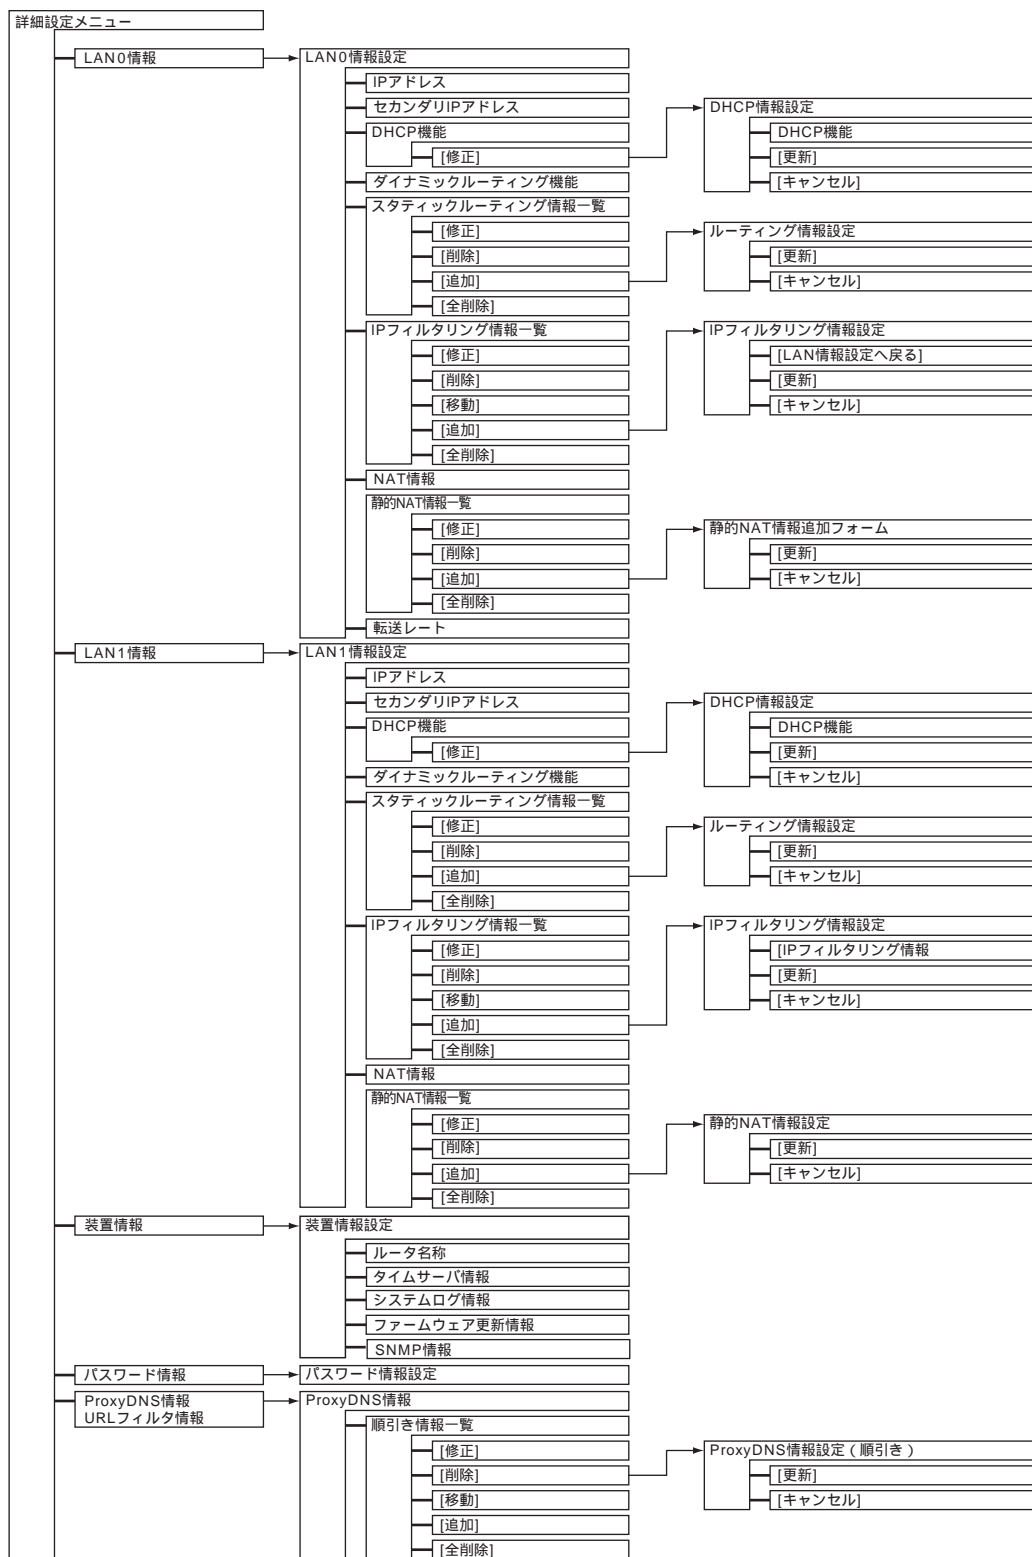 詳細設定メニュー
LAN0情報
LAN0情報設定
IPアドレス
セカンダリIPアドレス
DHCP機能
[修正]
DHCP情報設定
DHCP機能
[更新]
[キャンセル]
ダイナミックルーティング機能
スタティックルーティング情報一覧
[修正]
[削除]
[追加]
[全削除]
ルーティング情報設定
[更新]
[キャンセル]
IPフィルタリング情報一覧
[修正]
[削除]
[移動]
[追加]
[全削除]
IPフィルタリング情報設定
[LAN情報設定へ戻る]
[更新]
[キャンセル]
NAT情報
静的NAT情報一覧
[修正]
[削除]
[追加]
[全削除]
静的NAT情報追加フォーム
[更新]
[キャンセル]
転送レート
LAN1情報
LAN1情報設定
IPアドレス
セカンダリIPアドレス
DHCP機能
[修正]
DHCP情報設定
DHCP機能
[更新]
[キャンセル]
ダイナミックルーティング機能
スタティックルーティング情報一覧
[修正]
[削除]
[追加]
[全削除]
ルーティング情報設定
[更新]
[キャンセル]
IPフィルタリング情報一覧
[修正]
[削除]
[移動]
[追加]
[全削除]
IPフィルタリング情報設定
[IPフィルタリング情報
[更新]
[キャンセル]
NAT情報
静的NAT情報一覧
[修正]
[削除]
[追加]
[全削除]
静的NAT情報設定
[更新]
[キャンセル]
装置情報
装置情報設定
ルータ名称
タイムサーバ情報
システムログ情報
ファームウェア更新情報
SNMP情報
パスワード情報
パスワード情報設定
ProxyDNS情報
URLフィルタ情報
ProxyDNS情報
順引き情報一覧
[修正]
[削除]
[移動]
[追加]
[全削除]
ProxyDNS情報設定(順引き)
[更新]
[キャンセル]